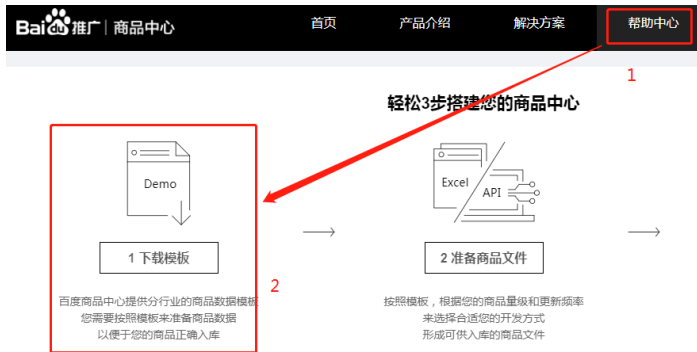 Bai推广 | 商品中心 首页 产品介绍 解决方案 帮助中心
1
轻松3步搭建您的商品中心
Demo
Excel
API
1 下载模板
2 准备商品文件
2
百度商品中心提供分行业的商品数据模板
您需要按照模板来准备商品数据
以便于您的商品正确入库
按照模板，根据您的商品量级和更新频率
来选择合适您的开发方式
形成可供入库的商品文件